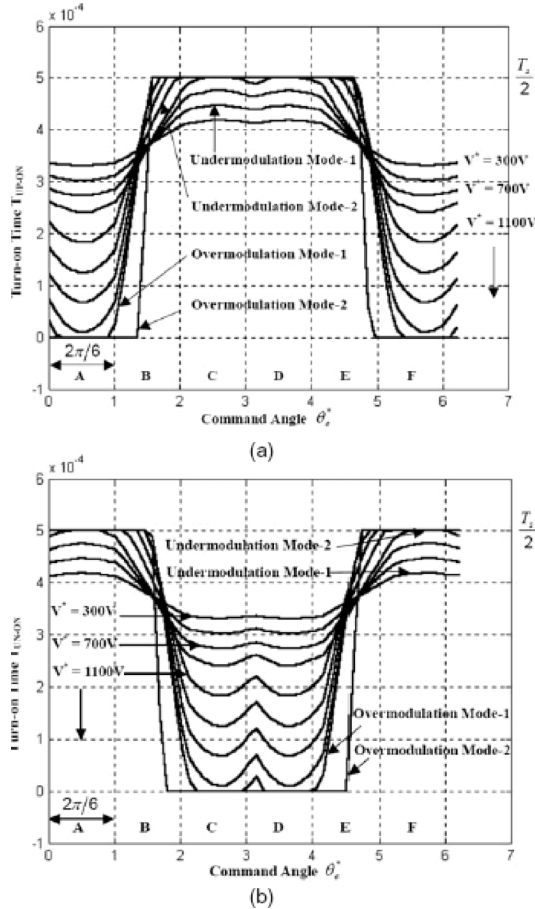 x 10⁻⁴
6
5
4
3
2
1
0
-1
Turn-on Time T_UP-ON
T_s/2
Undermodulation Mode-1
Undermodulation Mode-2
Overmodulation Mode-1
Overmodulation Mode-2
V* = 300V
V* = 700V
V* = 1100V
2π/6
A B C D E F
0 1 2 3 4 5 6 7
Command Angle θ*_e
(a)
x 10⁻⁴
6
5
4
3
2
1
0
-1
Turn-on Time T_UN-ON
T_s/2
Undermodulation Mode-2
Undermodulation Mode-1
V* = 300V
V* = 700V
V* = 1100V
Overmodulation Mode-1
Overmodulation Mode-2
2π/6
A B C D E F
0 1 2 3 4 5 6 7
Command Angle θ*_e
(b)